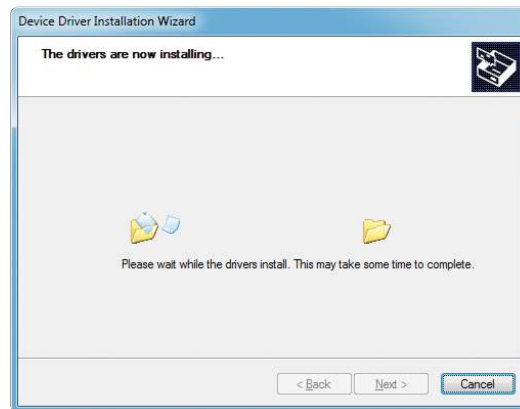 Device Driver Installation Wizard
The drivers are now installing...
Please wait while the drivers install. This may take some time to complete.
< Back
Next >
Cancel